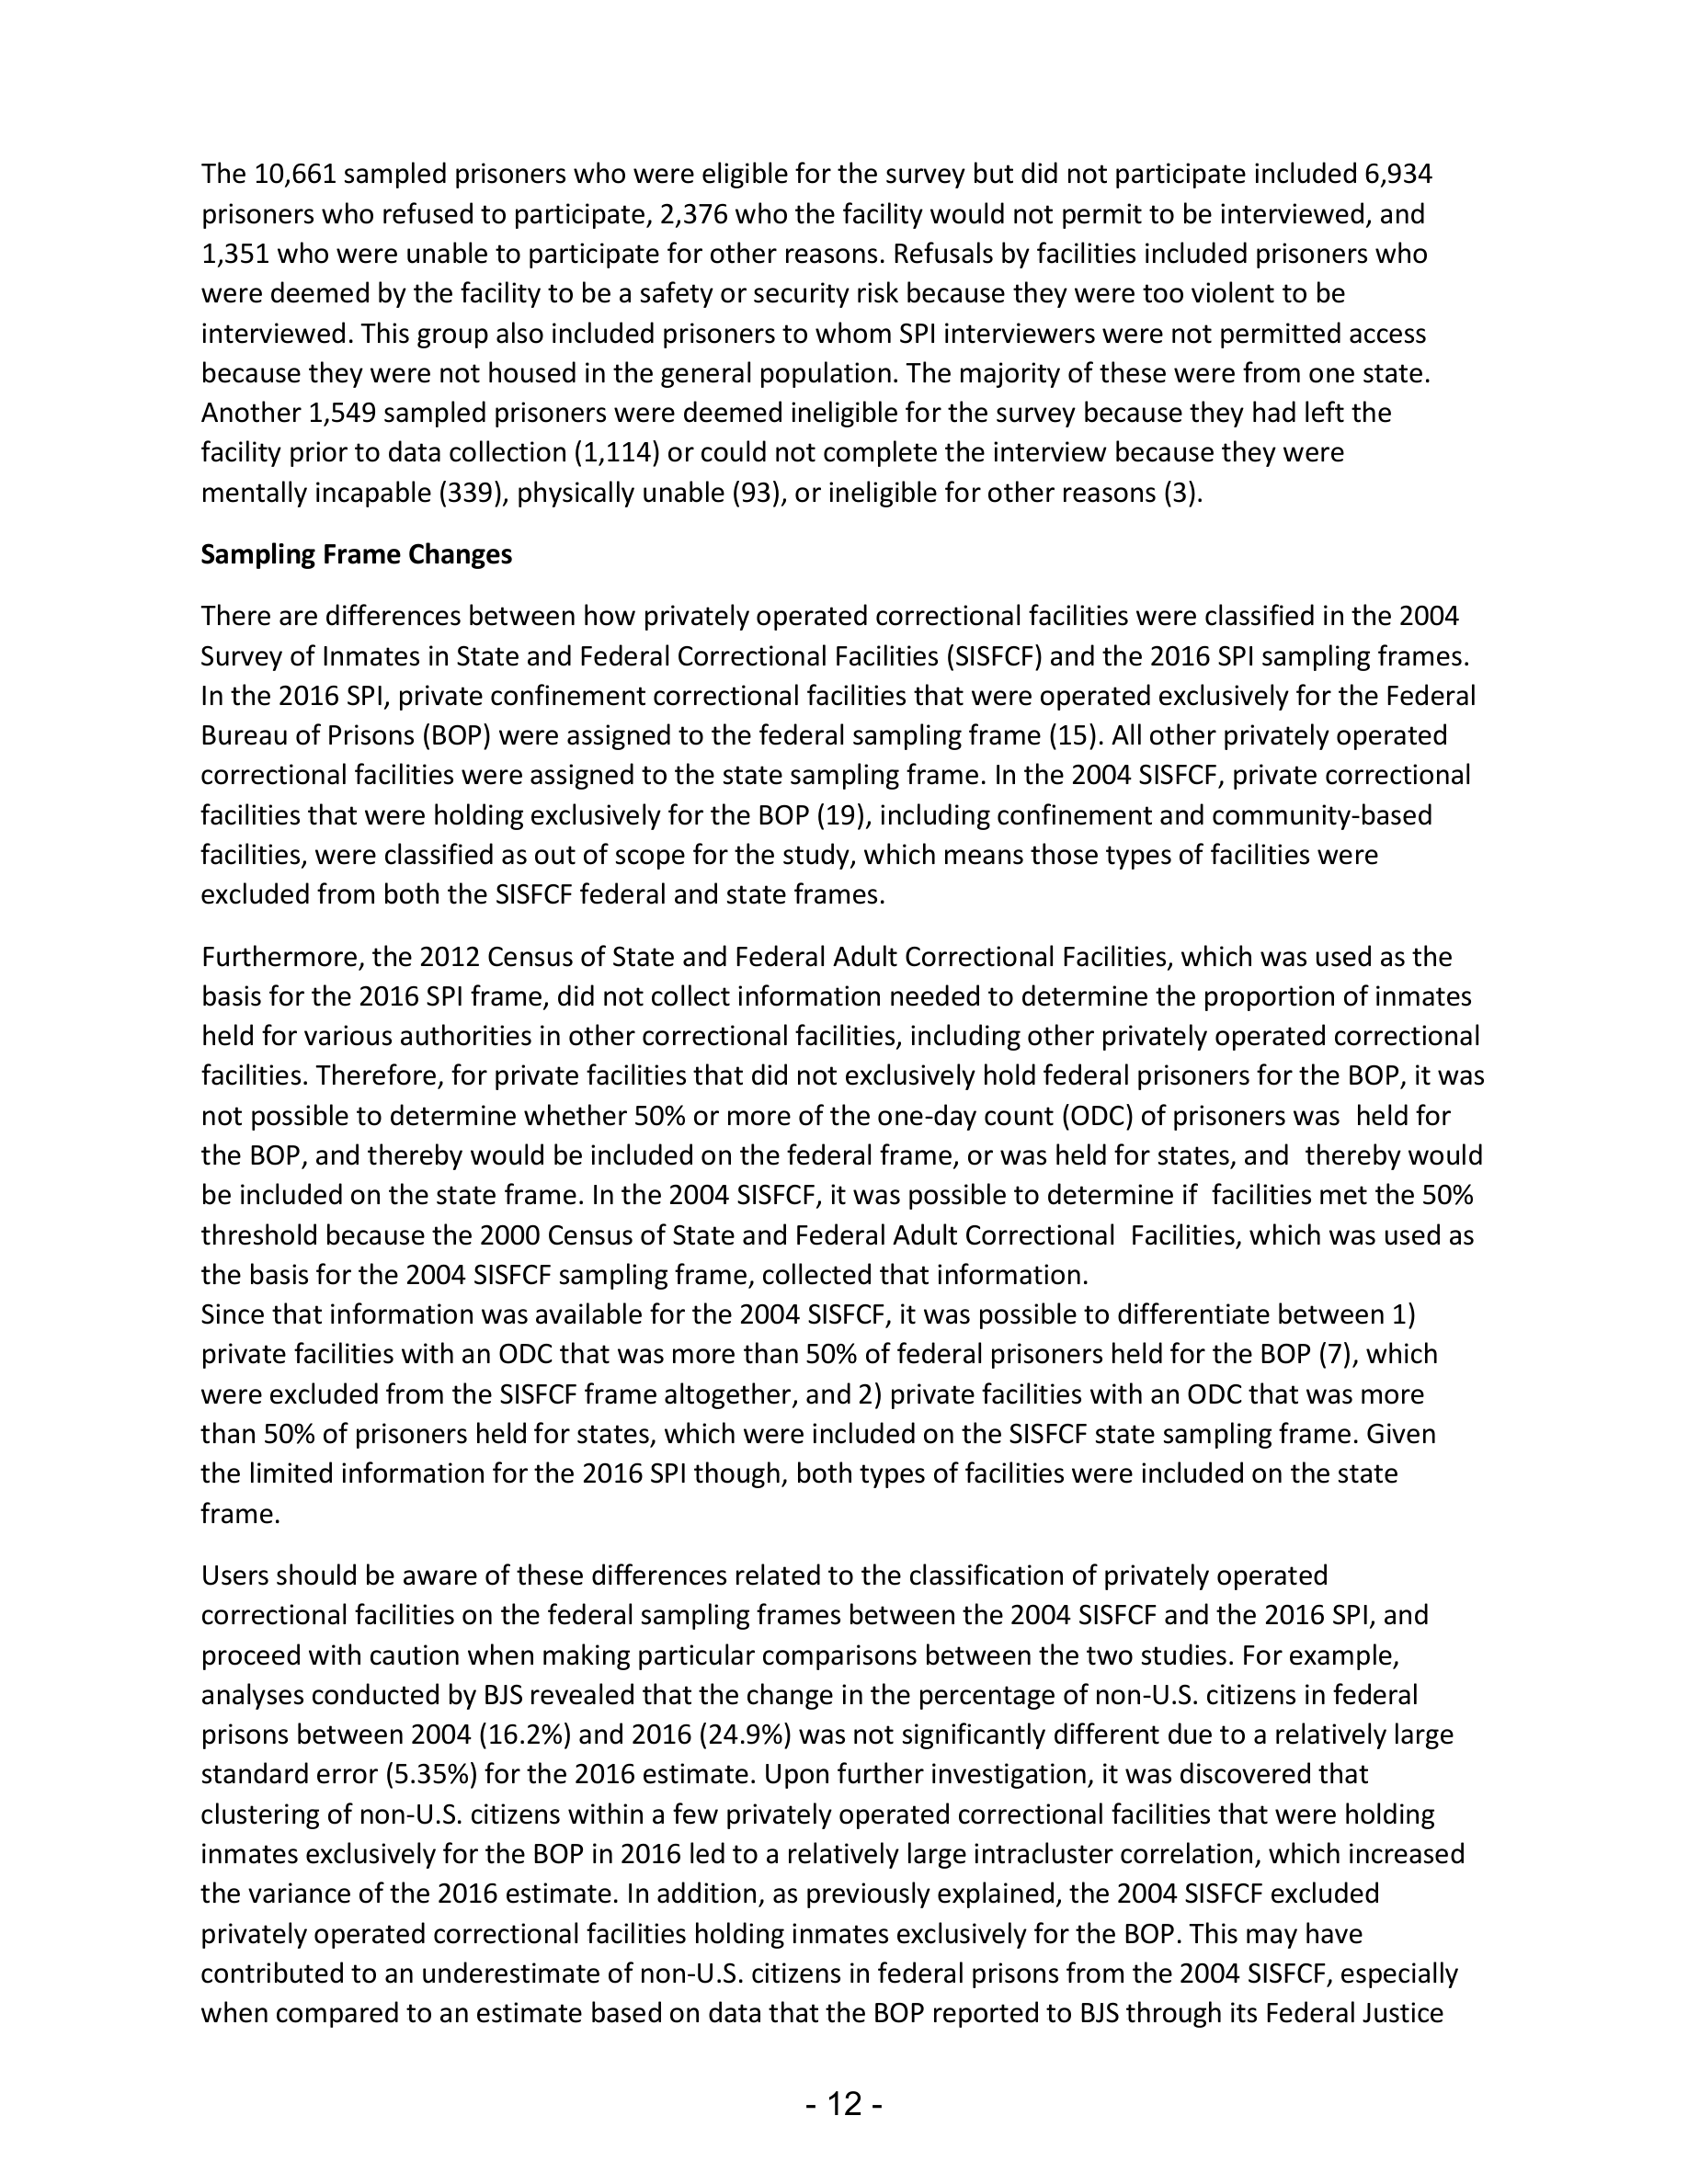 The 10,661 sampled prisoners who were eligible for the survey but did not participate included 6,934
prisoners who refused to participate, 2,376 who the facility would not permit to be interviewed, and
1,351 who were unable to participate for other reasons. Refusals by facilities included prisoners who
were deemed by the facility to be a safety or security risk because they were too violent to be
interviewed. This group also included prisoners to whom SPI interviewers were not permitted access
because they were not housed in the general population. The majority of these were from one state.
Another 1,549 sampled prisoners were deemed ineligible for the survey because they had left the
facility prior to data collection (1,114) or could not complete the interview because they were
mentally incapable (339), physically unable (93), or ineligible for other reasons (3).
Sampling Frame Changes
There are differences between how privately operated correctional facilities were classified in the 2004
Survey of Inmates in State and Federal Correctional Facilities (SISFCF) and the 2016 SPI sampling frames.
In the 2016 SPI, private confinement correctional facilities that were operated exclusively for the Federal
Bureau of Prisons (BOP) were assigned to the federal sampling frame (15). All other privately operated
correctional facilities were assigned to the state sampling frame. In the 2004 SISFCF, private correctional
facilities that were holding exclusively for the BOP (19), including confinement and community-based
facilities, were classified as out of scope for the study, which means those types of facilities were
excluded from both the SISFCF federal and state frames.
Furthermore, the 2012 Census of State and Federal Adult Correctional Facilities, which was used as the
basis for the 2016 SPI frame, did not collect information needed to determine the proportion of inmates
held for various authorities in other correctional facilities, including other privately operated correctional
facilities. Therefore, for private facilities that did not exclusively hold federal prisoners for the BOP, it was
not possible to determine whether 50% or more of the one-day count (ODC) of prisoners was held for
the BOP, and thereby would be included on the federal frame, or was held for states, and thereby would
be included on the state frame. In the 2004 SISFCF, it was possible to determine if facilities met the 50%
threshold because the 2000 Census of State and Federal Adult Correctional Facilities, which was used as
the basis for the 2004 SISFCF sampling frame, collected that information.
Since that information was available for the 2004 SISFCF, it was possible to differentiate between 1)
private facilities with an ODC that was more than 50% of federal prisoners held for the BOP (7), which
were excluded from the SISFCF frame altogether, and 2) private facilities with an ODC that was more
than 50% of prisoners held for states, which were included on the SISFCF state sampling frame. Given
the limited information for the 2016 SPI though, both types of facilities were included on the state
frame.
Users should be aware of these differences related to the classification of privately operated
correctional facilities on the federal sampling frames between the 2004 SISFCF and the 2016 SPI, and
proceed with caution when making particular comparisons between the two studies. For example,
analyses conducted by BJS revealed that the change in the percentage of non-U.S. citizens in federal
prisons between 2004 (16.2%) and 2016 (24.9%) was not significantly different due to a relatively large
standard error (5.35%) for the 2016 estimate. Upon further investigation, it was discovered that
clustering of non-U.S. citizens within a few privately operated correctional facilities that were holding
inmates exclusively for the BOP in 2016 led to a relatively large intracluster correlation, which increased
the variance of the 2016 estimate. In addition, as previously explained, the 2004 SISFCF excluded
privately operated correctional facilities holding inmates exclusively for the BOP. This may have
contributed to an underestimate of non-U.S. citizens in federal prisons from the 2004 SISFCF, especially
when compared to an estimate based on data that the BOP reported to BJS through its Federal Justice
- 12 -